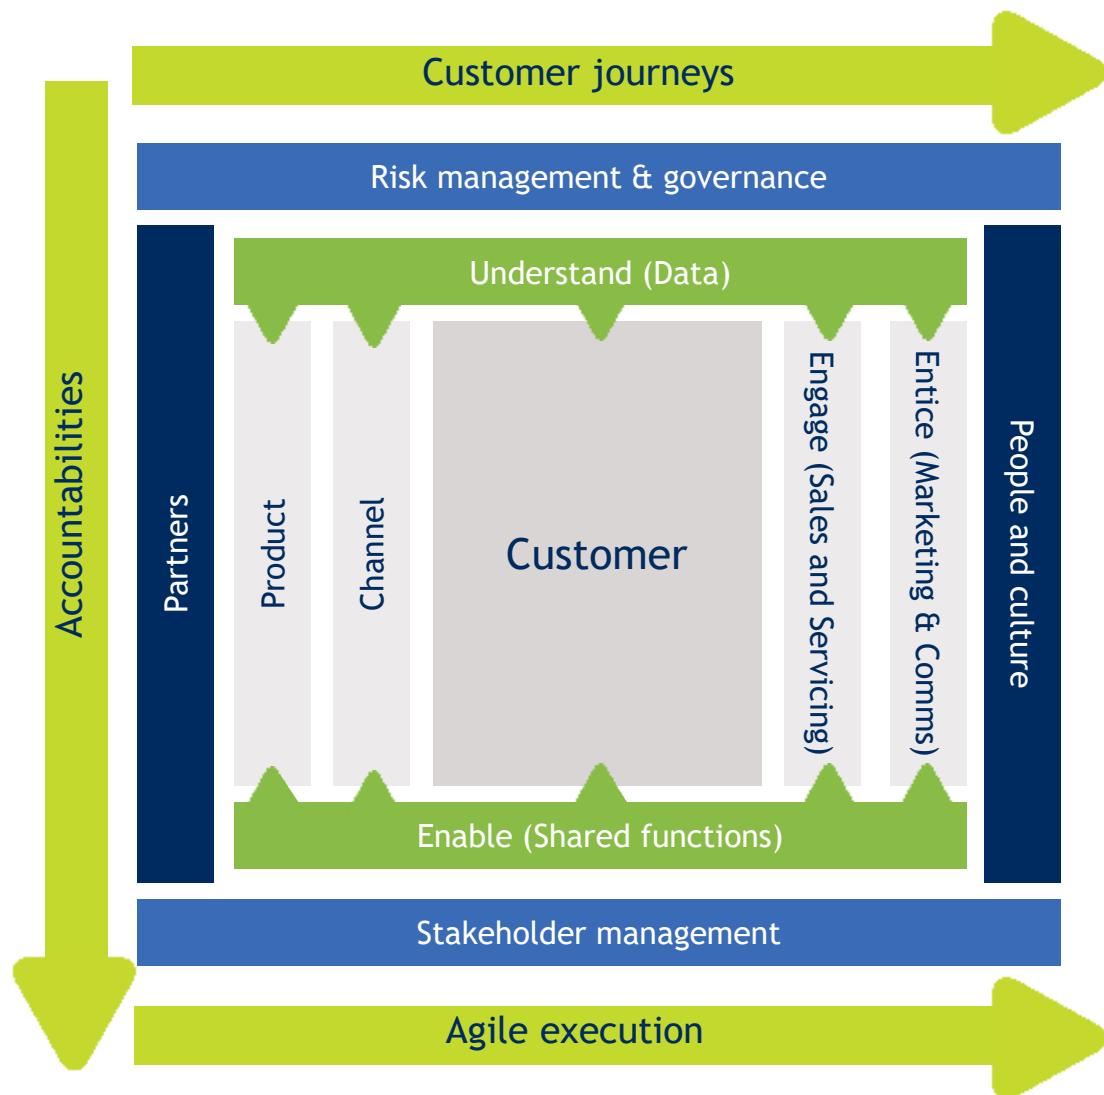 Customer journeys
Risk management & governance
Understand (Data)
Accountabilities
Partners
Product
Channel
Customer
Engage (Sales and Servicing)
Entice (Marketing & Comms)
People and culture
Enable (Shared functions)
Stakeholder management
Agile execution